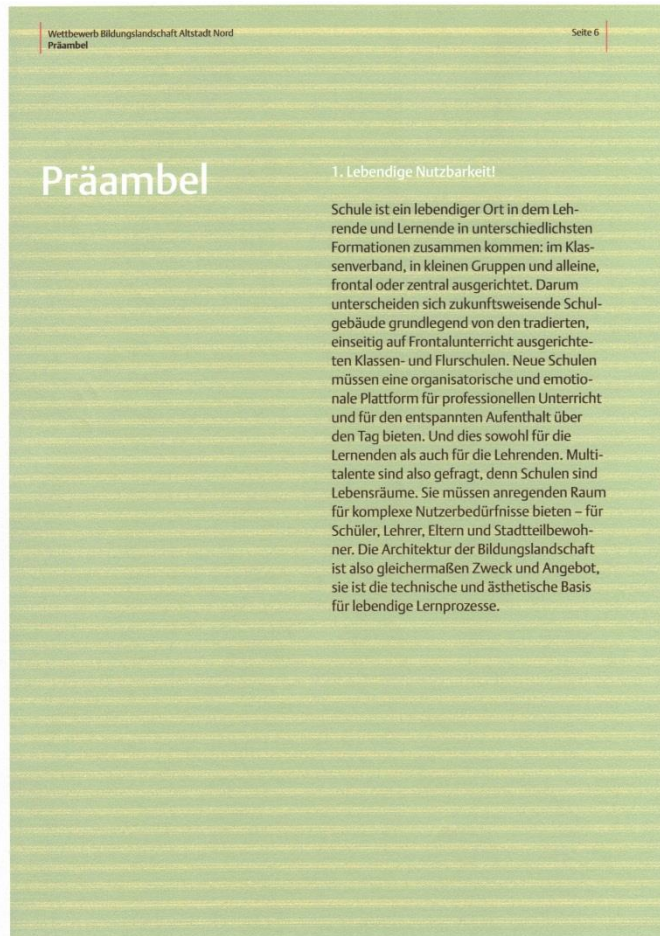 Wettbewerb Bildungslandschaft Altstadt Nord
Präambel
Seite 6
Präambel
1. Lebendige Nutzbarkeit!
Schule ist ein lebendiger Ort in dem Leh-
rende und Lernende in unterschiedlichsten
Formationen zusammen kommen: im Klas-
senverband, in kleinen Gruppen und alleine,
frontal oder zentral ausgerichtet. Darum
unterscheiden sich zukunftsweisende Schul-
gebäude grundlegend von den tradierten,
einseitig auf Frontalunterricht ausgerichte-
ten Klassen- und Flurschulen. Neue Schulen
müssen eine organisatorische und emotio-
nale Plattform für professionellen Unterricht
und für den entspannten Aufenthalt über
den Tag bieten. Und dies sowohl für die
Lernenden als auch für die Lehrenden. Multi-
talente sind also gefragt, denn Schulen sind
Lebensräume. Sie müssen anregenden Raum
für komplexe Nutzerbedürfnisse bieten – für
Schüler, Lehrer, Eltern und Stadtteilbewoh-
ner. Die Architektur der Bildungslandschaft
ist also gleichermaßen Zweck und Angebot,
sie ist die technische und ästhetische Basis
für lebendige Lernprozesse.